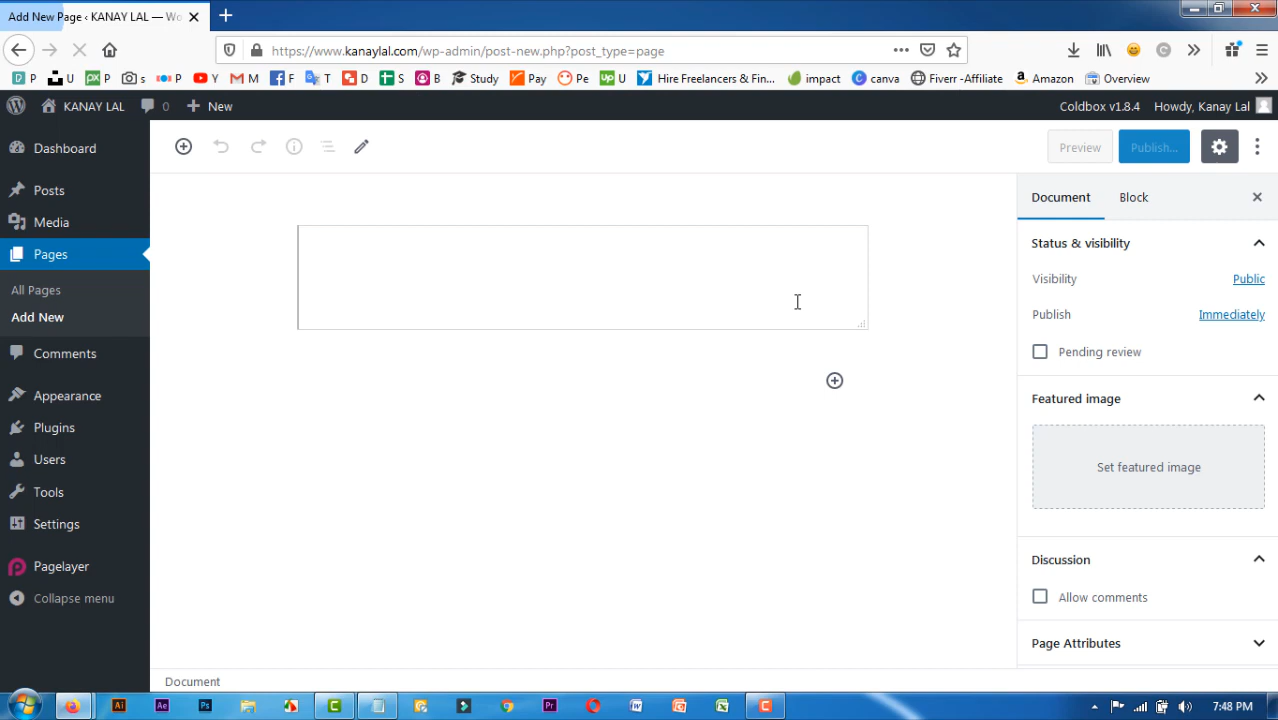 Add New Page ‹ KANAY LAL — Wo
https://www.kanaylal.com/wp-admin/post-new.php?post_type=page
P U P s P Y M F T D S B Study Pay Pe U Hire Freelancers & Fin... impact canva Fiverr -Affiliate Amazon Overview
KANAY LAL 0 New Coldbox v1.8.4 Howdy, Kanay Lal
Dashboard
Posts
Media
Pages
All Pages
Add New
Comments
Appearance
Plugins
Users
Tools
Settings
Pagelayer
Collapse menu
Preview Publish...
Document Block
Status & visibility
Visibility Public
Publish Immediately
Pending review
Featured image
Set featured image
Discussion
Allow comments
Page Attributes
Document
7:48 PM